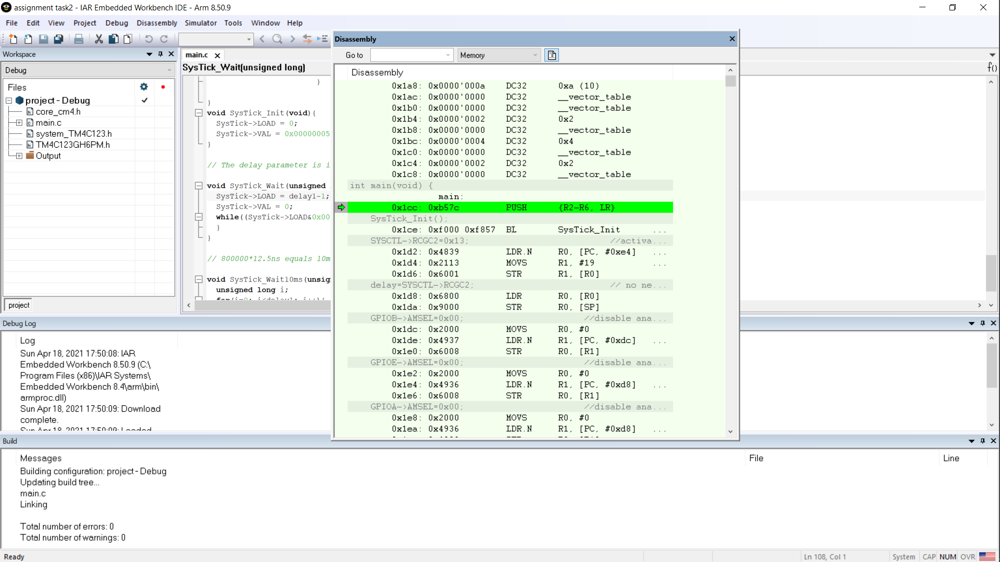 assignment task2 - IAR Embedded Workbench IDE - Arm 8.50.9
File Edit View Project Debug Disassembly Simulator Tools Window Help
Workspace
Debug
Files
project - Debug
core_cm4.h
main.c
system_TM4C123.h
TM4C123GH6PM.h
Output
project
main.c
SysTick_Wait(unsigned long)
f()
}
}
void SysTick_Init(void){
SysTick->LOAD = 0;
SysTick->VAL = 0x00000005
}
// The delay parameter is i
void SysTick_Wait(unsigned
SysTick->LOAD = delay1-1;
SysTick->VAL = 0;
while((SysTick->LOAD&0x00
}
}
// 800000*12.5ns equals 10m
void SysTick_Wait10ms(unsig
unsigned long i;
for(i=0; i<delay1; i++){
Disassembly
Go to
Memory
Disassembly
0x1a8: 0x0000'000a DC32 0xa (10)
0x1ac: 0x0000'0000 DC32 __vector_table
0x1b0: 0x0000'0000 DC32 __vector_table
0x1b4: 0x0000'0002 DC32 0x2
0x1b8: 0x0000'0000 DC32 __vector_table
0x1bc: 0x0000'0004 DC32 0x4
0x1c0: 0x0000'0000 DC32 __vector_table
0x1c4: 0x0000'0002 DC32 0x2
0x1c8: 0x0000'0000 DC32 __vector_table
int main(void) {
main:
0x1cc: 0xb57c PUSH {R2-R6, LR}
SysTick_Init();
0x1ce: 0xf000 0xf857 BL SysTick_Init ...
SYSCTL->RCGC2=0x13; //activa...
0x1d2: 0x4839 LDR.N R0, [PC, #0xe4] ...
0x1d4: 0x2113 MOVS R1, #19 ...
0x1d6: 0x6001 STR R1, [R0]
delay=SYSCTL->RCGC2; // no ne...
0x1d8: 0x6800 LDR R0, [R0]
0x1da: 0x9000 STR R0, [SP]
GPIOB->AMSEL=0x00; //disable ana...
0x1dc: 0x2000 MOVS R0, #0
0x1de: 0x4937 LDR.N R1, [PC, #0xdc] ...
0x1e0: 0x6008 STR R0, [R1]
GPIOE->AMSEL=0x00; //disable ana...
0x1e2: 0x2000 MOVS R0, #0
0x1e4: 0x4936 LDR.N R1, [PC, #0xd8] ...
0x1e6: 0x6008 STR R0, [R1]
GPIOA->AMSEL=0x00; //disable ana...
0x1e8: 0x2000 MOVS R0, #0
0x1ea: 0x4936 LDR.N R1, [PC, #0xd8] ...
Debug Log
Log
Sun Apr 18, 2021 17:50:08: IAR
Embedded Workbench 8.50.9 (C:\
Program Files (x86)\IAR Systems\
Embedded Workbench 8.4\arm\bin\
armproc.dll)
Sun Apr 18, 2021 17:50:09: Download
complete.
Sun Apr 18, 2021 17:50:09: Loaded
Build
Messages File Line
Building configuration: project - Debug
Updating build tree...
main.c
Linking
Total number of errors: 0
Total number of warnings: 0
Ready
Ln 108, Col 1 System CAP NUM OVR